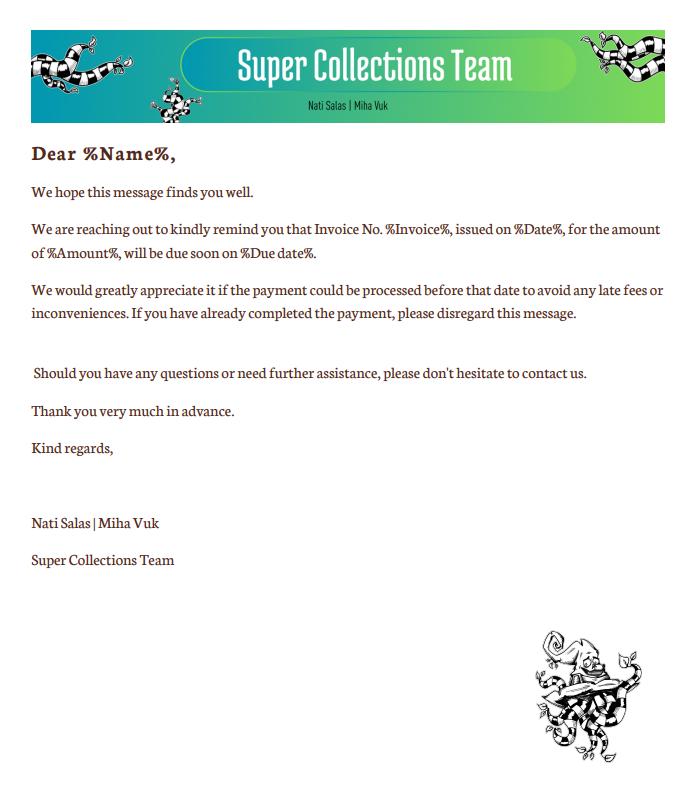 Super Collections Team
Nati Salas | Miha Vuk
Dear %Name%,
We hope this message finds you well.
We are reaching out to kindly remind you that Invoice No. %Invoice%, issued on %Date%, for the amount
of %Amount%, will be due soon on %Due date%.
We would greatly appreciate it if the payment could be processed before that date to avoid any late fees or
inconveniences. If you have already completed the payment, please disregard this message.
Should you have any questions or need further assistance, please don't hesitate to contact us.
Thank you very much in advance.
Kind regards,
Nati Salas | Miha Vuk
Super Collections Team